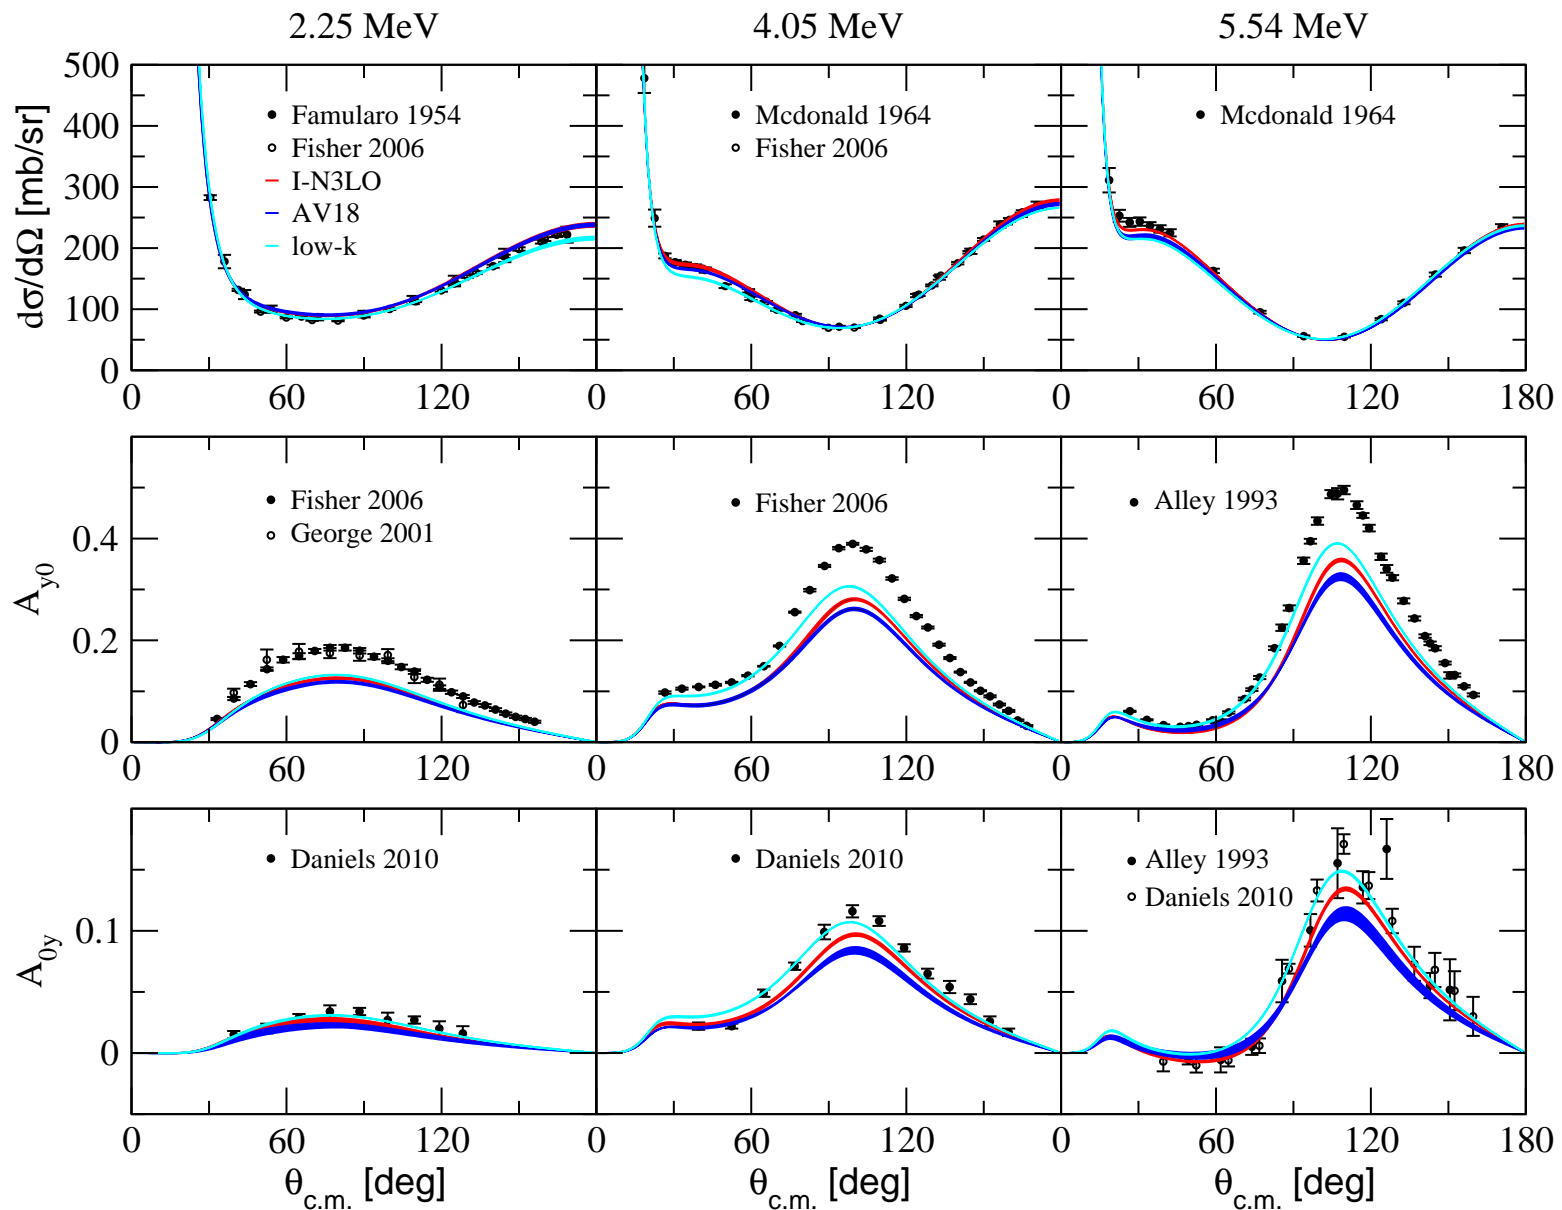 2.25 MeV 4.05 MeV 5.54 MeV
500
400
300
200
100
0
dσ/dΩ [mb/sr]
Famularo 1954
Fisher 2006
I-N3LO
AV18
low-k
Mcdonald 1964
Fisher 2006
Mcdonald 1964
0 60 120 0 60 120 0 60 120 180
0.4
0.2
0
A_y0
Fisher 2006
George 2001
Fisher 2006
Alley 1993
0 60 120 0 60 120 0 60 120 180
0.1
0
A_0y
Daniels 2010
Daniels 2010
Alley 1993
Daniels 2010
0 60 120 0 60 120 0 60 120 180
θ_c.m. [deg] θ_c.m. [deg] θ_c.m. [deg]